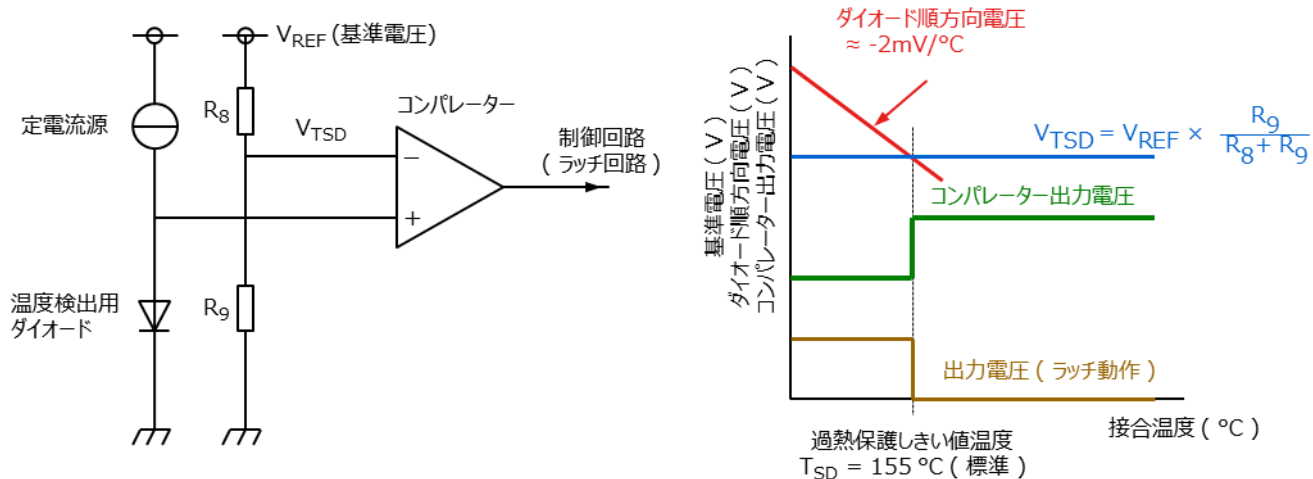 VREF (基準電圧)
定電流源
R8
VTSD
コンパレーター
制御回路
( ラッチ回路 )
−
+
温度検出用
ダイオード
R9
ダイオード順方向電圧
≈ -2mV/°C
基準電圧 ( V )
ダイオード順方向電圧 ( V )
コンパレーター出力電圧 ( V )
VTSD = VREF × R9
R8 + R9
コンパレーター出力電圧
出力電圧 ( ラッチ動作 )
接合温度 ( °C )
過熱保護しきい値温度
TSD = 155 °C ( 標準 )